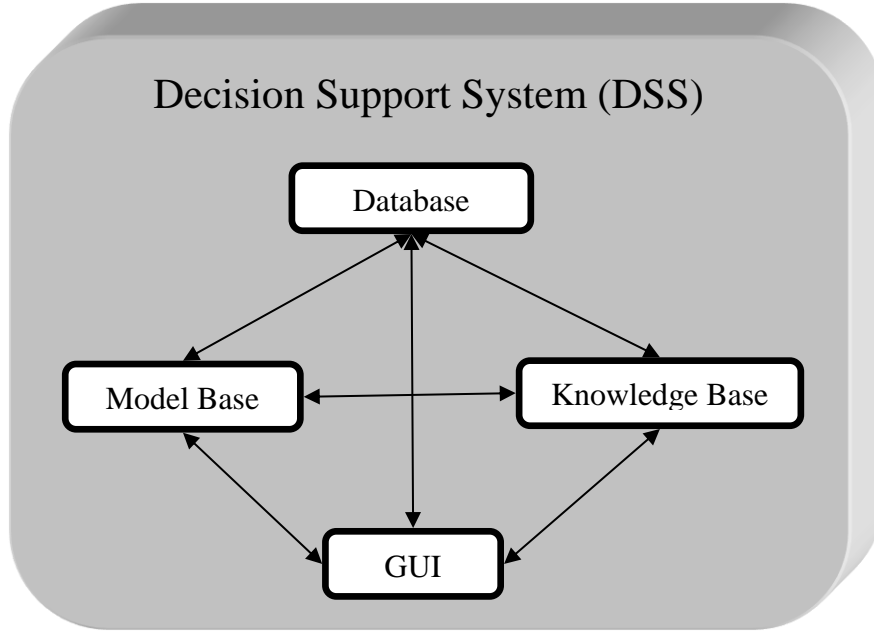 Decision Support System (DSS)
Database
Model Base
Knowledge Base
GUI